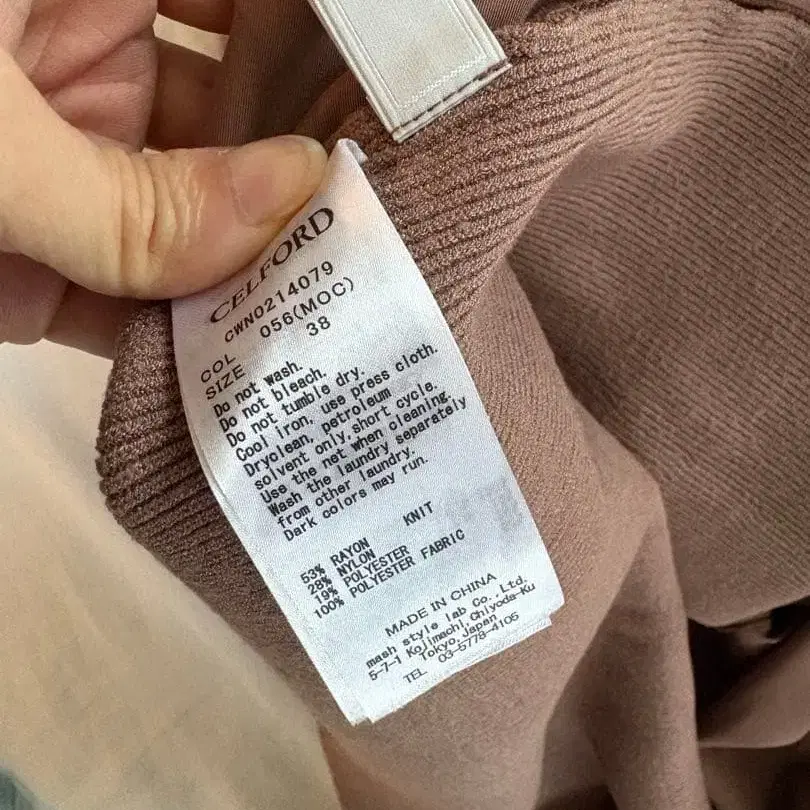 CELFORD
CWNO214079
COL 056(MOC)
SIZE 38
Do not wash.
Do not bleach.
Do not tumble dry.
Cool iron, use press cloth.
Dryclean, petroleum
solvent only,short cycle.
Use the net when cleaning.
Wash the laundry separately
from other laundry.
Dark colors may run.
KNIT
53% RAYON
28% NYLON
19% POLYESTER
100% POLYESTER FABRIC
MADE IN CHINA
mash style lab Co.,Ltd.
5-7-1 Kojimachi,Chiyoda-Ku
Tokyo,Japan
TEL 03-5778-4105